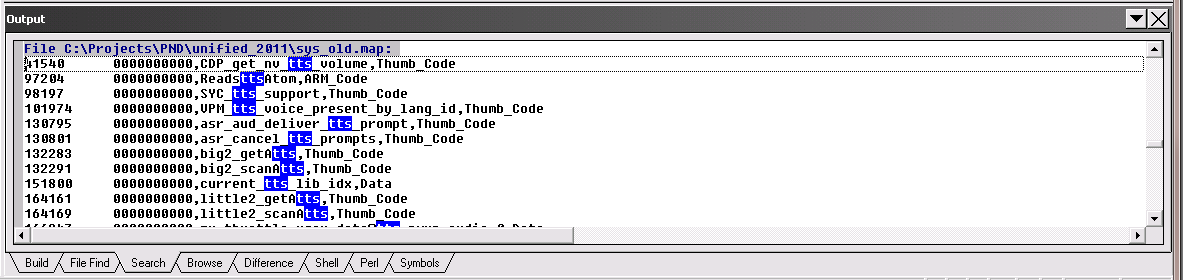 Output
File C:\Projects\PND\unified_2011\sys_old.map:
41540 0000000000,CDP_get_nv_tts_volume,Thumb_Code
97204 0000000000,ReadsttsAtom,ARM_Code
98197 0000000000,SYC_tts_support,Thumb_Code
101974 0000000000,VPM_tts_voice_present_by_lang_id,Thumb_Code
130795 0000000000,asr_aud_deliver_tts_prompt,Thumb_Code
130801 0000000000,asr_cancel_tts_prompts,Thumb_Code
132283 0000000000,big2_getAtts,Thumb_Code
132291 0000000000,big2_scanAtts,Thumb_Code
151800 0000000000,current_tts_lib_idx,Data
164161 0000000000,little2_getAtts,Thumb_Code
164169 0000000000,little2_scanAtts,Thumb_Code
Build File Find Search Browse Difference Shell Perl Symbols